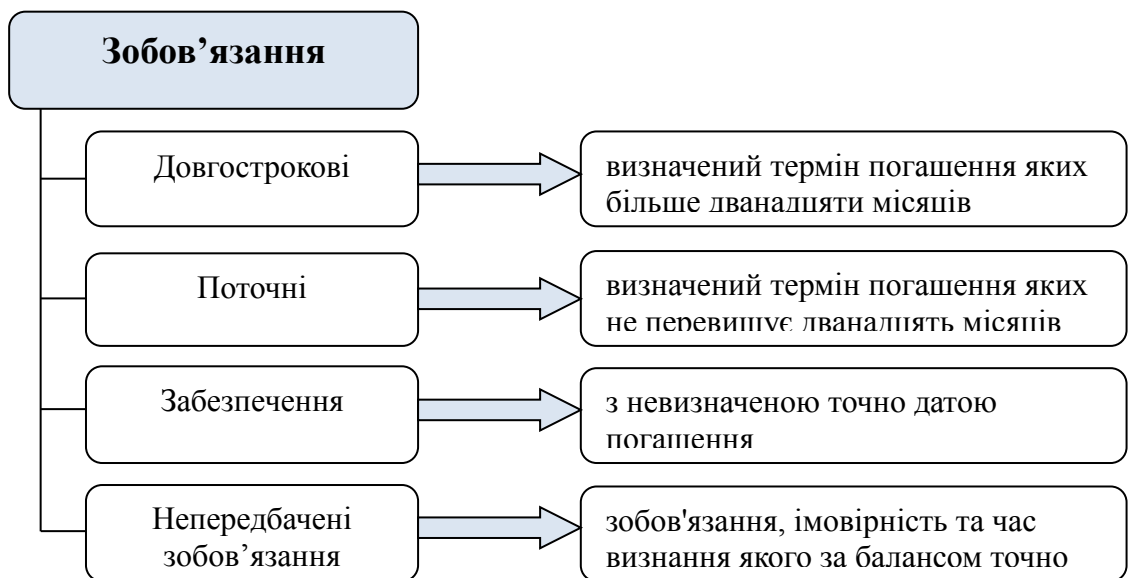 Зобов’язання
Довгострокові
визначений термін погашення яких
більше дванадцяти місяців
Поточні
визначений термін погашення яких
не перевищує дванадцять місяців
Забезпечення
з невизначеною точно датою
погашення
Непередбачені
зобов’язання
зобов'язання, імовірність та час
визнання якого за балансом точно